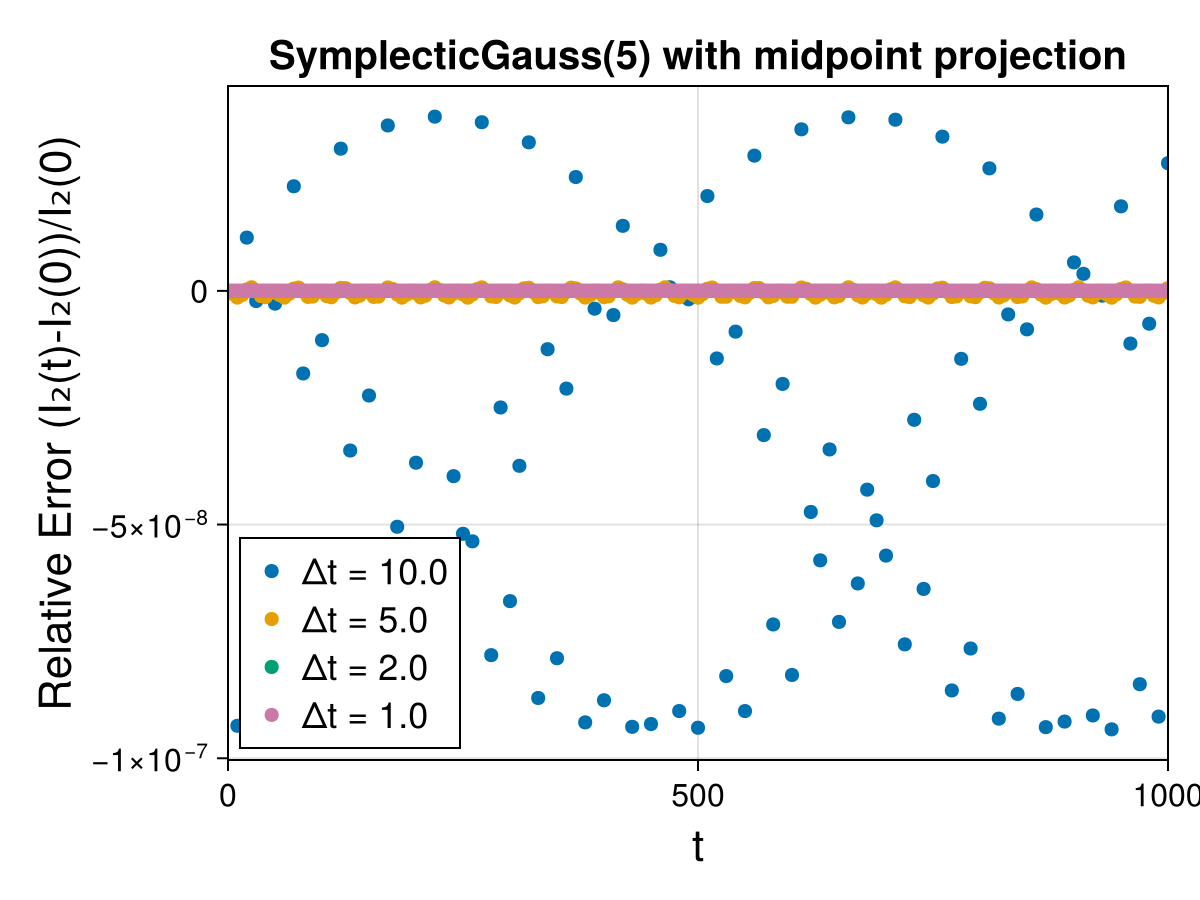 SymplecticGauss(5) with midpoint projection
Relative Error (I₂(t)-I₂(0))/I₂(0)
0
−5×10⁻⁸
−1×10⁻⁷
Δt = 10.0
Δt = 5.0
Δt = 2.0
Δt = 1.0
0 500 1000
t